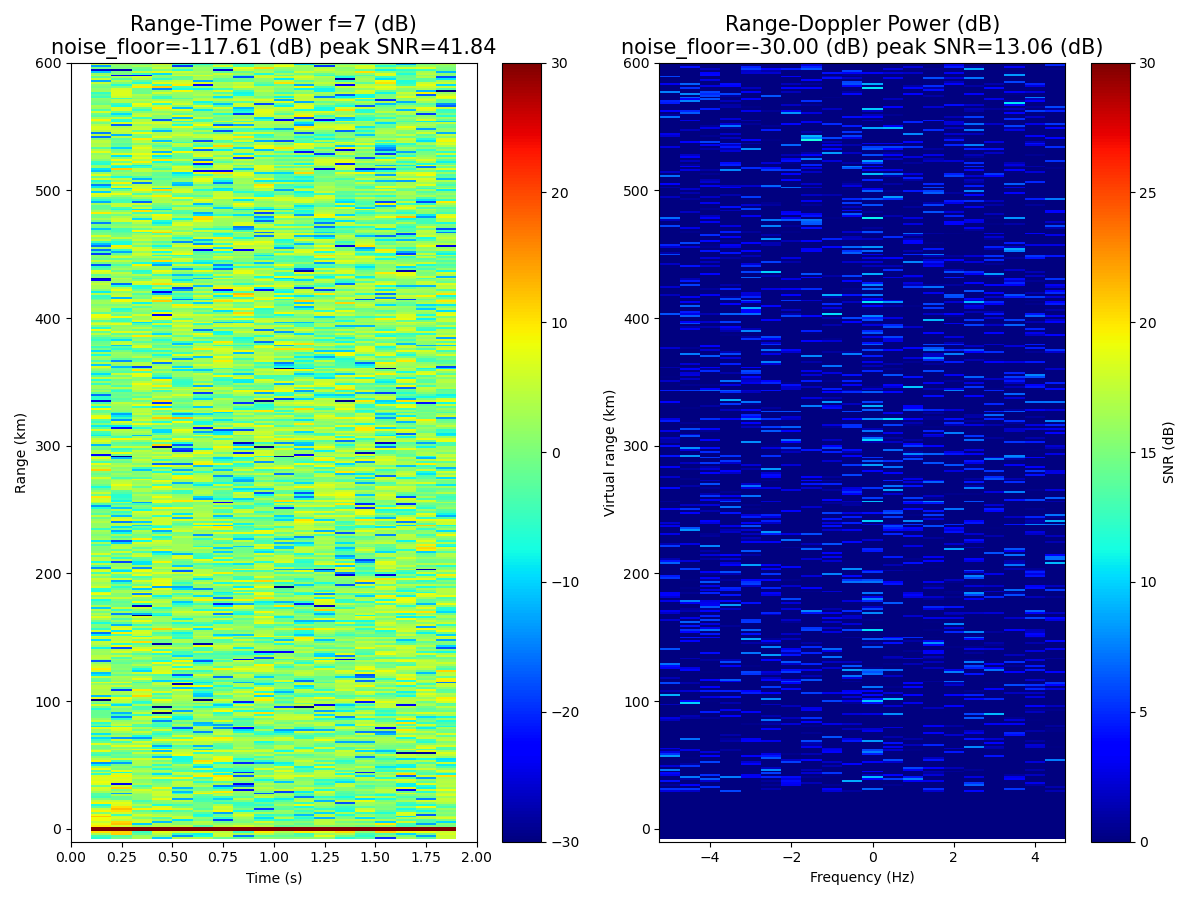 Range-Time Power f=7 (dB)
noise_floor=-117.61 (dB) peak SNR=41.84
600
500
400
300
200
100
0
Range (km)
0.00 0.25 0.50 0.75 1.00 1.25 1.50 1.75 2.00
Time (s)
30
20
10
0
−10
−20
−30
Range-Doppler Power (dB)
noise_floor=-30.00 (dB) peak SNR=13.06 (dB)
600
500
400
300
200
100
0
Virtual range (km)
−4 −2 0 2 4
Frequency (Hz)
30
25
20
15
10
5
0
SNR (dB)